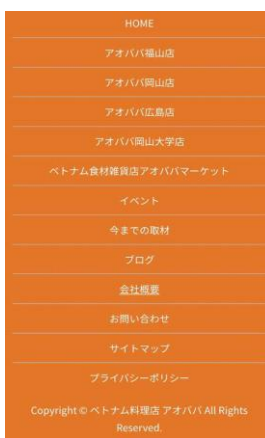 HOME
アオババ福山店
アオババ岡山店
アオババ広島店
アオババ岡山大学店
ベトナム食材雑貨店アオババマーケット
イベント
今までの取材
ブログ
会社概要
お問い合わせ
サイトマップ
プライバシーポリシー
Copyright © ベトナム料理店 アオババ All Rights
Reserved.